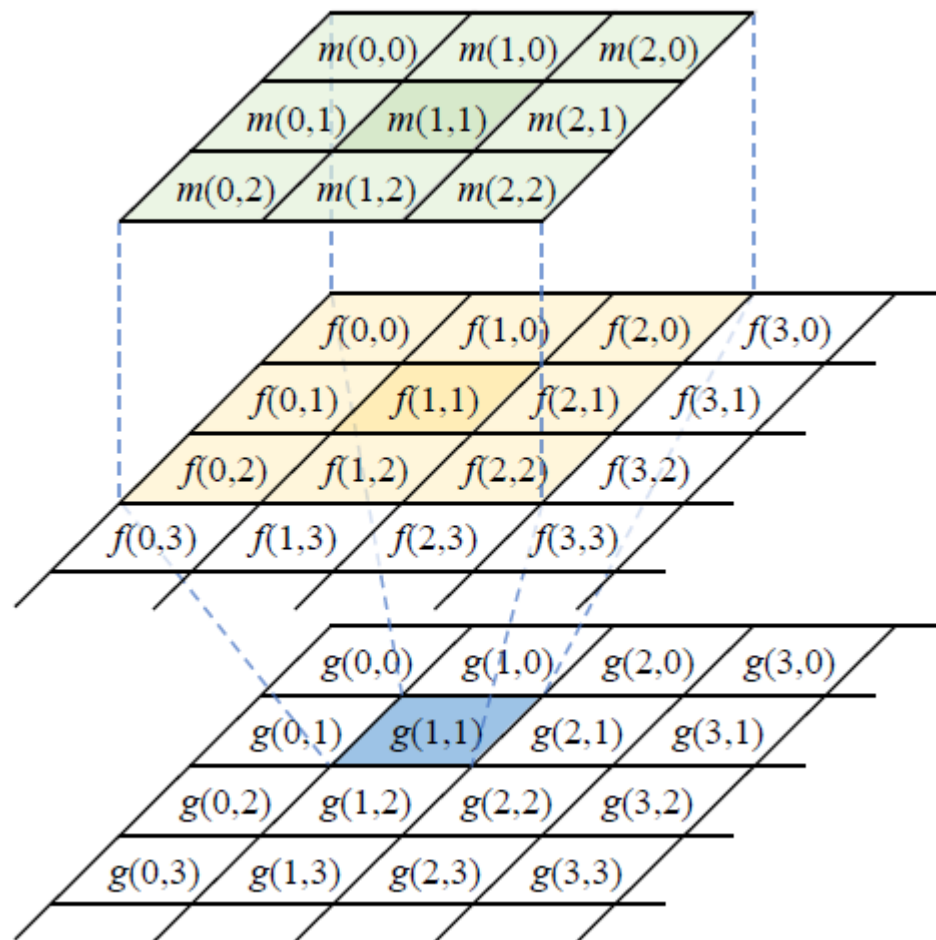 m(0,0) m(1,0) m(2,0)
m(0,1) m(1,1) m(2,1)
m(0,2) m(1,2) m(2,2)
f(0,0) f(1,0) f(2,0) f(3,0)
f(0,1) f(1,1) f(2,1) f(3,1)
f(0,2) f(1,2) f(2,2) f(3,2)
f(0,3) f(1,3) f(2,3) f(3,3)
g(0,0) g(1,0) g(2,0) g(3,0)
g(0,1) g(1,1) g(2,1) g(3,1)
g(0,2) g(1,2) g(2,2) g(3,2)
g(0,3) g(1,3) g(2,3) g(3,3)